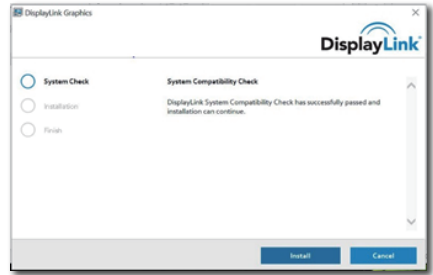 DisplayLink Graphics
DisplayLink
System Check
System Compatibility Check
DisplayLink System Compatibility Check has successfully passed and
installation can continue.
Installation
Finish
Install
Cancel